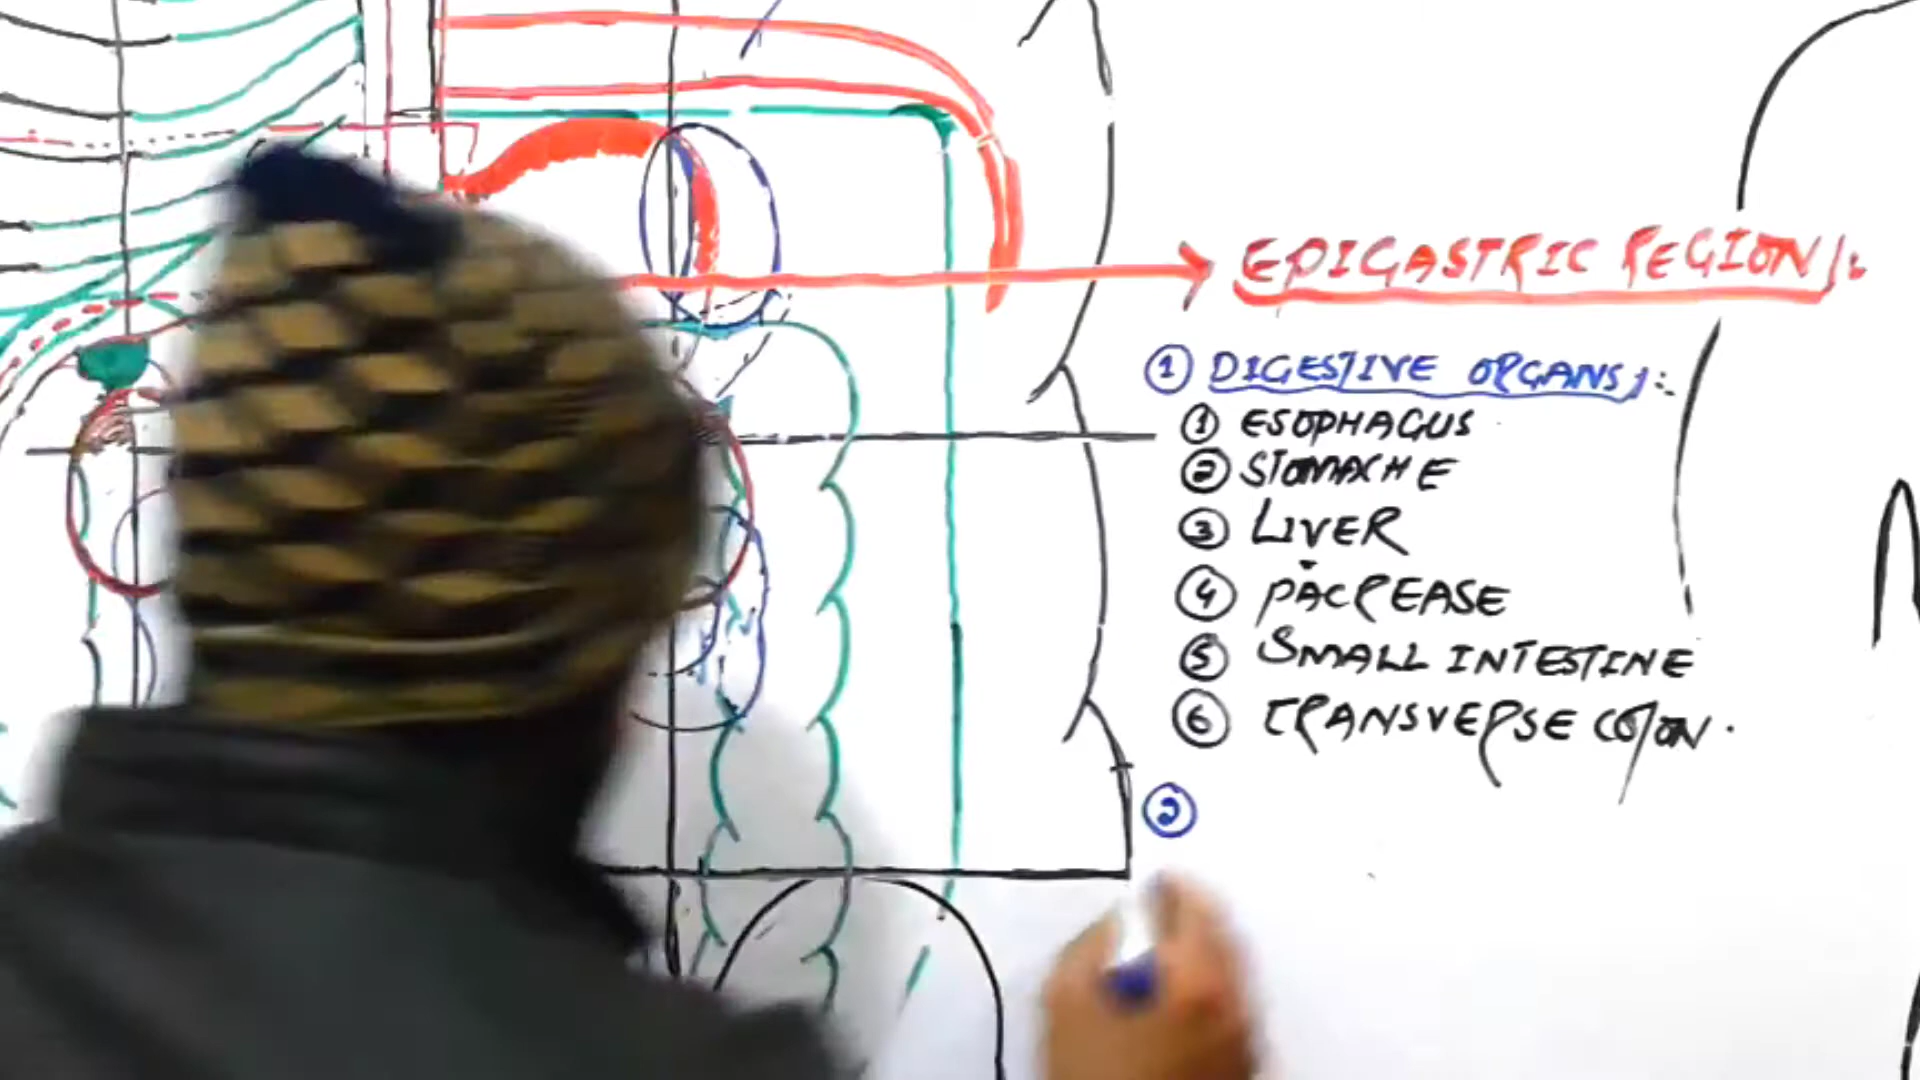 EPIGASTRIC REGION):
① DIGESTIVE ORGANS):
① ESOPHAGUS
② STOMACHE
③ LIVER
④ PACREASE
⑤ SMALL INTESTINE
⑥ TRANSVERSE COLON.
②